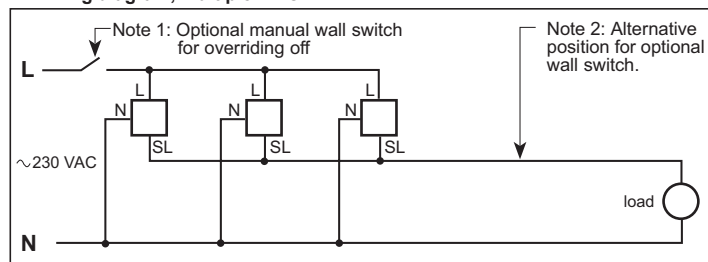 Note 1: Optional manual wall switch
for overriding off
Note 2: Alternative
position for optional
wall switch.
L
L
L
L
N
N
N
SL
SL
SL
~230 VAC
load
N